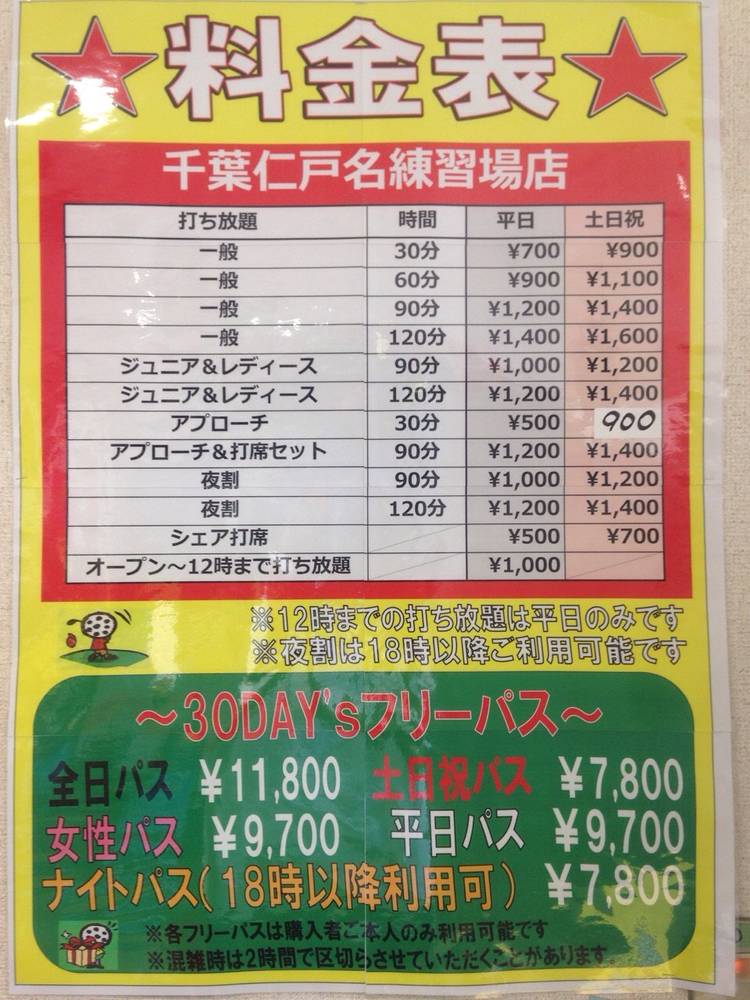 料金表
千葉仁戸名練習場店
打ち放題 時間 平日 土日祝
一般 30分 ¥700 ¥900
一般 60分 ¥900 ¥1,100
一般 90分 ¥1,200 ¥1,400
一般 120分 ¥1,400 ¥1,600
ジュニア&レディース 90分 ¥1,000 ¥1,200
ジュニア&レディース 120分 ¥1,200 ¥1,400
アプローチ 30分 ¥500 900
アプローチ&打席セット 90分 ¥1,200 ¥1,400
夜割 90分 ¥1,000 ¥1,200
夜割 120分 ¥1,200 ¥1,400
シェア打席 ¥500 ¥700
オープン～12時まで打ち放題 ¥1,000
※12時までの打ち放題は平日のみです
※夜割は18時以降ご利用可能です
～30DAY'sフリーパス～
全日パス ¥11,800 土日祝パス ¥7,800
女性パス ¥9,700 平日パス ¥9,700
ナイトパス(18時以降利用可) ¥7,800
※各フリーパスは購入者ご本人のみ利用可能です
※混雑時は2時間で区切らさせていただくことがあります。